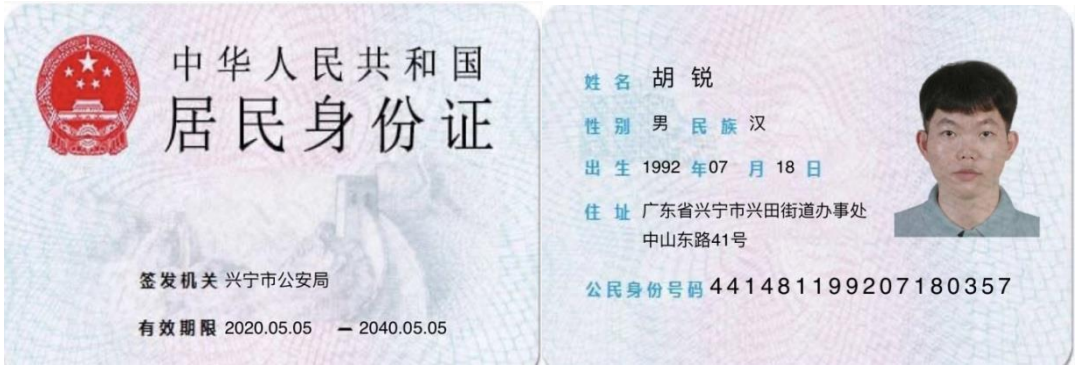 中华人民共和国
居民身份证
签发机关 兴宁市公安局
有效期限 2020.05.05 — 2040.05.05
姓名 胡锐
性别 男 民族 汉
出生 1992 年 07 月 18 日
住址 广东省兴宁市兴田街道办事处
中山东路41号
公民身份号码 441481199207180357